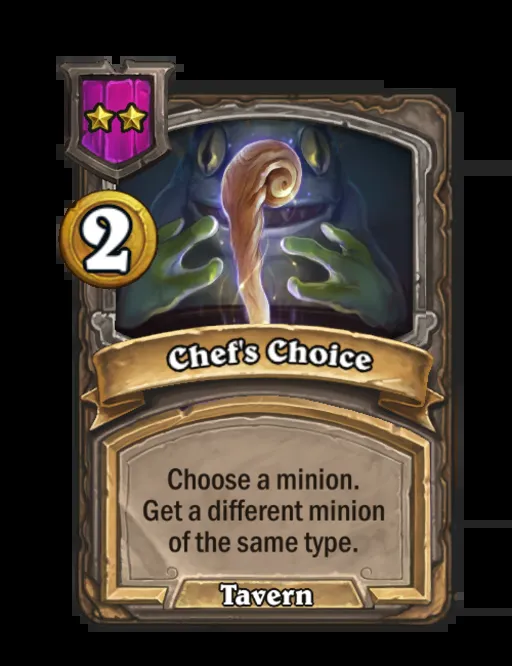 2
Chef's Choice
Choose a minion.
Get a different minion
of the same type.
Tavern